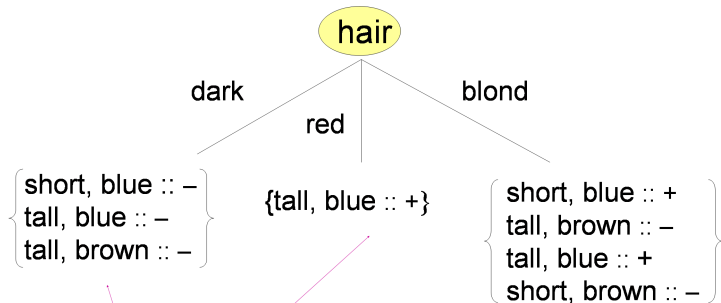 hair
dark
red
blond
short, blue :: –
tall, blue :: –
tall, brown :: –
{tall, blue :: +}
short, blue :: +
tall, brown :: –
tall, blue :: +
short, brown :: –